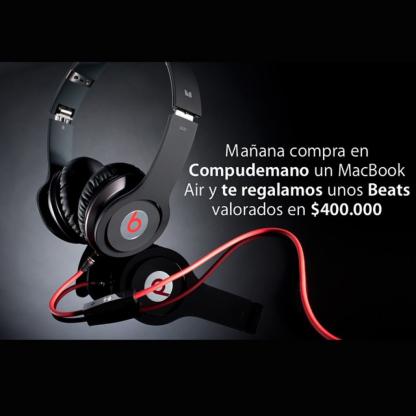 Mañana compra en
Compudemano un MacBook
Air y te regalamos unos Beats
valorados en $400.000
b